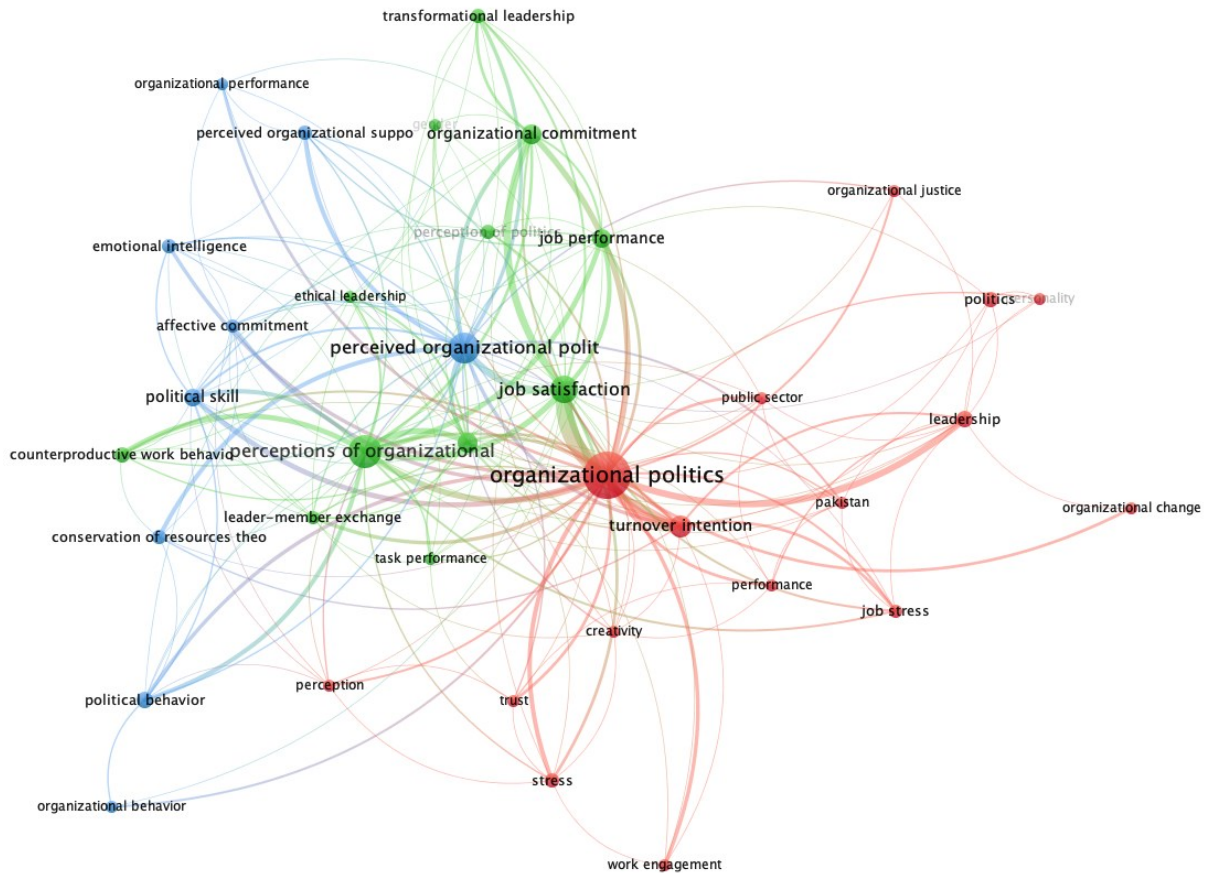 transformational leadership
organizational performance
gender
perceived organizational suppo
organizational commitment
organizational justice
perception of politics
job performance
emotional intelligence
ethical leadership
politics
personality
affective commitment
perceived organizational polit
job satisfaction
political skill
public sector
leadership
counterproductive work behavio
perceptions of organizational
organizational politics
pakistan
organizational change
leader-member exchange
turnover intention
conservation of resources theo
task performance
performance
job stress
creativity
perception
political behavior
trust
stress
organizational behavior
work engagement